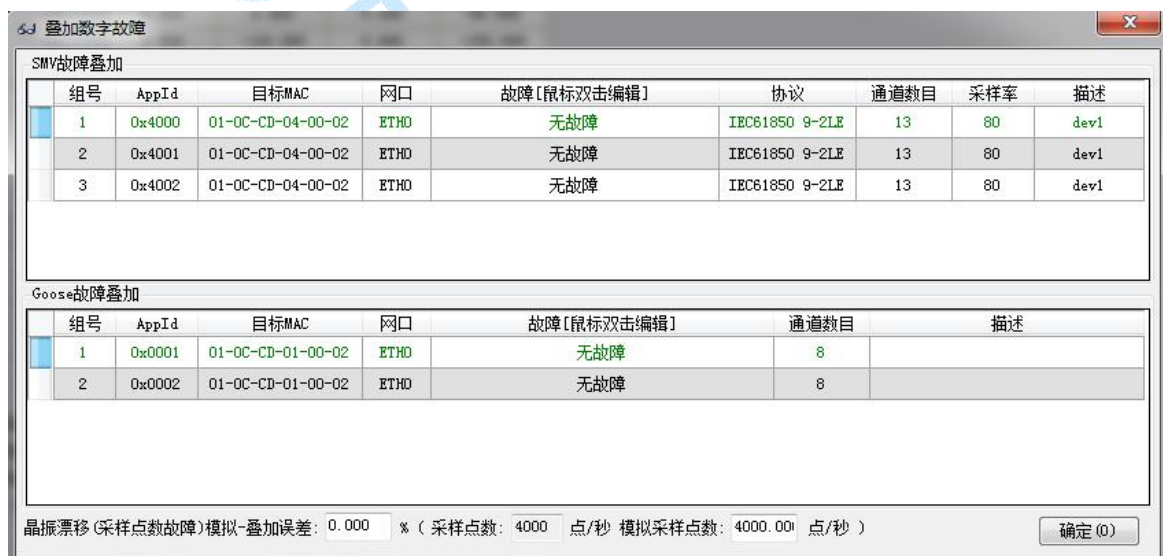 叠加数字故障
SMV故障叠加
组号 AppId 目标MAC 网口 故障[鼠标双击编辑] 协议 通道数目 采样率 描述
1 0x4000 01-0C-CD-04-00-02 ETH0 无故障 IEC61850 9-2LE 13 80 dev1
2 0x4001 01-0C-CD-04-00-02 ETH0 无故障 IEC61850 9-2LE 13 80 dev1
3 0x4002 01-0C-CD-04-00-02 ETH0 无故障 IEC61850 9-2LE 13 80 dev1
Goose故障叠加
组号 AppId 目标MAC 网口 故障[鼠标双击编辑] 通道数目 描述
1 0x0001 01-0C-CD-01-00-02 ETH0 无故障 8
2 0x0002 01-0C-CD-01-00-02 ETH0 无故障 8
晶振漂移(采样点数故障)模拟-叠加误差: 0.000 % ( 采样点数: 4000 点/秒 模拟采样点数: 4000.00 点/秒 ) 确定(O)